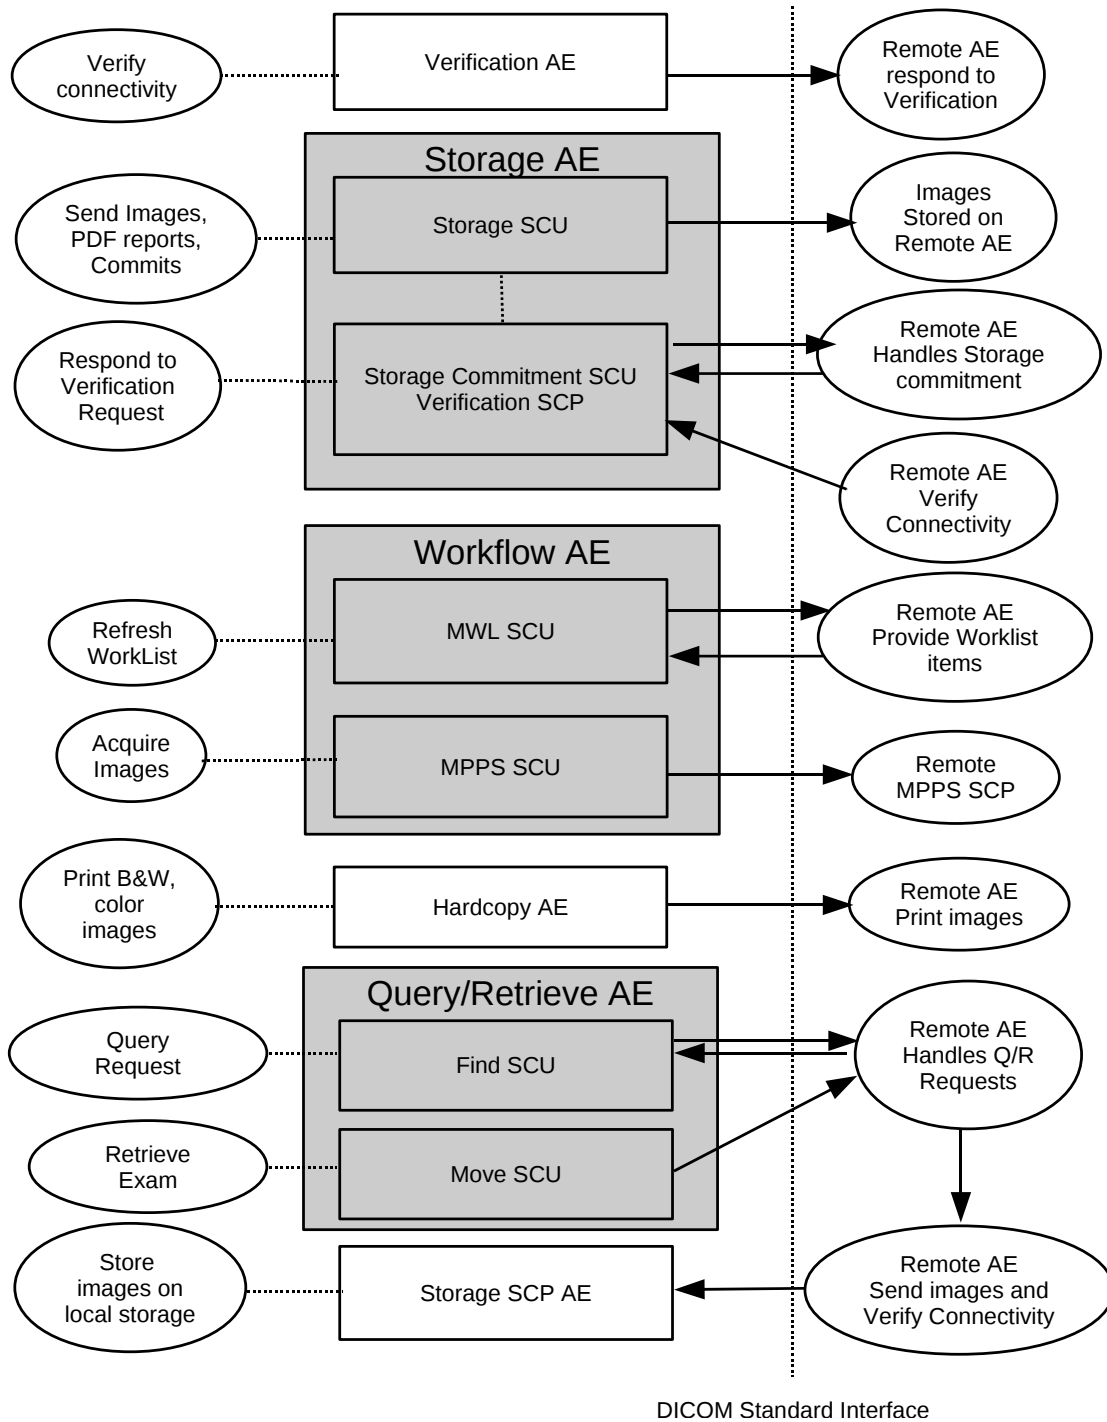 Verify
connectivity
Verification AE
Remote AE
respond to
Verification
Storage AE
Send Images,
PDF reports,
Commits
Storage SCU
Images
Stored on
Remote AE
Respond to
Verification
Request
Storage Commitment SCU
Verification SCP
Remote AE
Handles Storage
commitment
Remote AE
Verify
Connectivity
Workflow AE
Refresh
WorkList
MWL SCU
Remote AE
Provide Worklist
items
Acquire
Images
MPPS SCU
Remote
MPPS SCP
Print B&W,
color
images
Hardcopy AE
Remote AE
Print images
Query/Retrieve AE
Query
Request
Find SCU
Remote AE
Handles Q/R
Requests
Retrieve
Exam
Move SCU
Store
images on
local storage
Storage SCP AE
Remote AE
Send images and
Verify Connectivity
DICOM Standard Interface